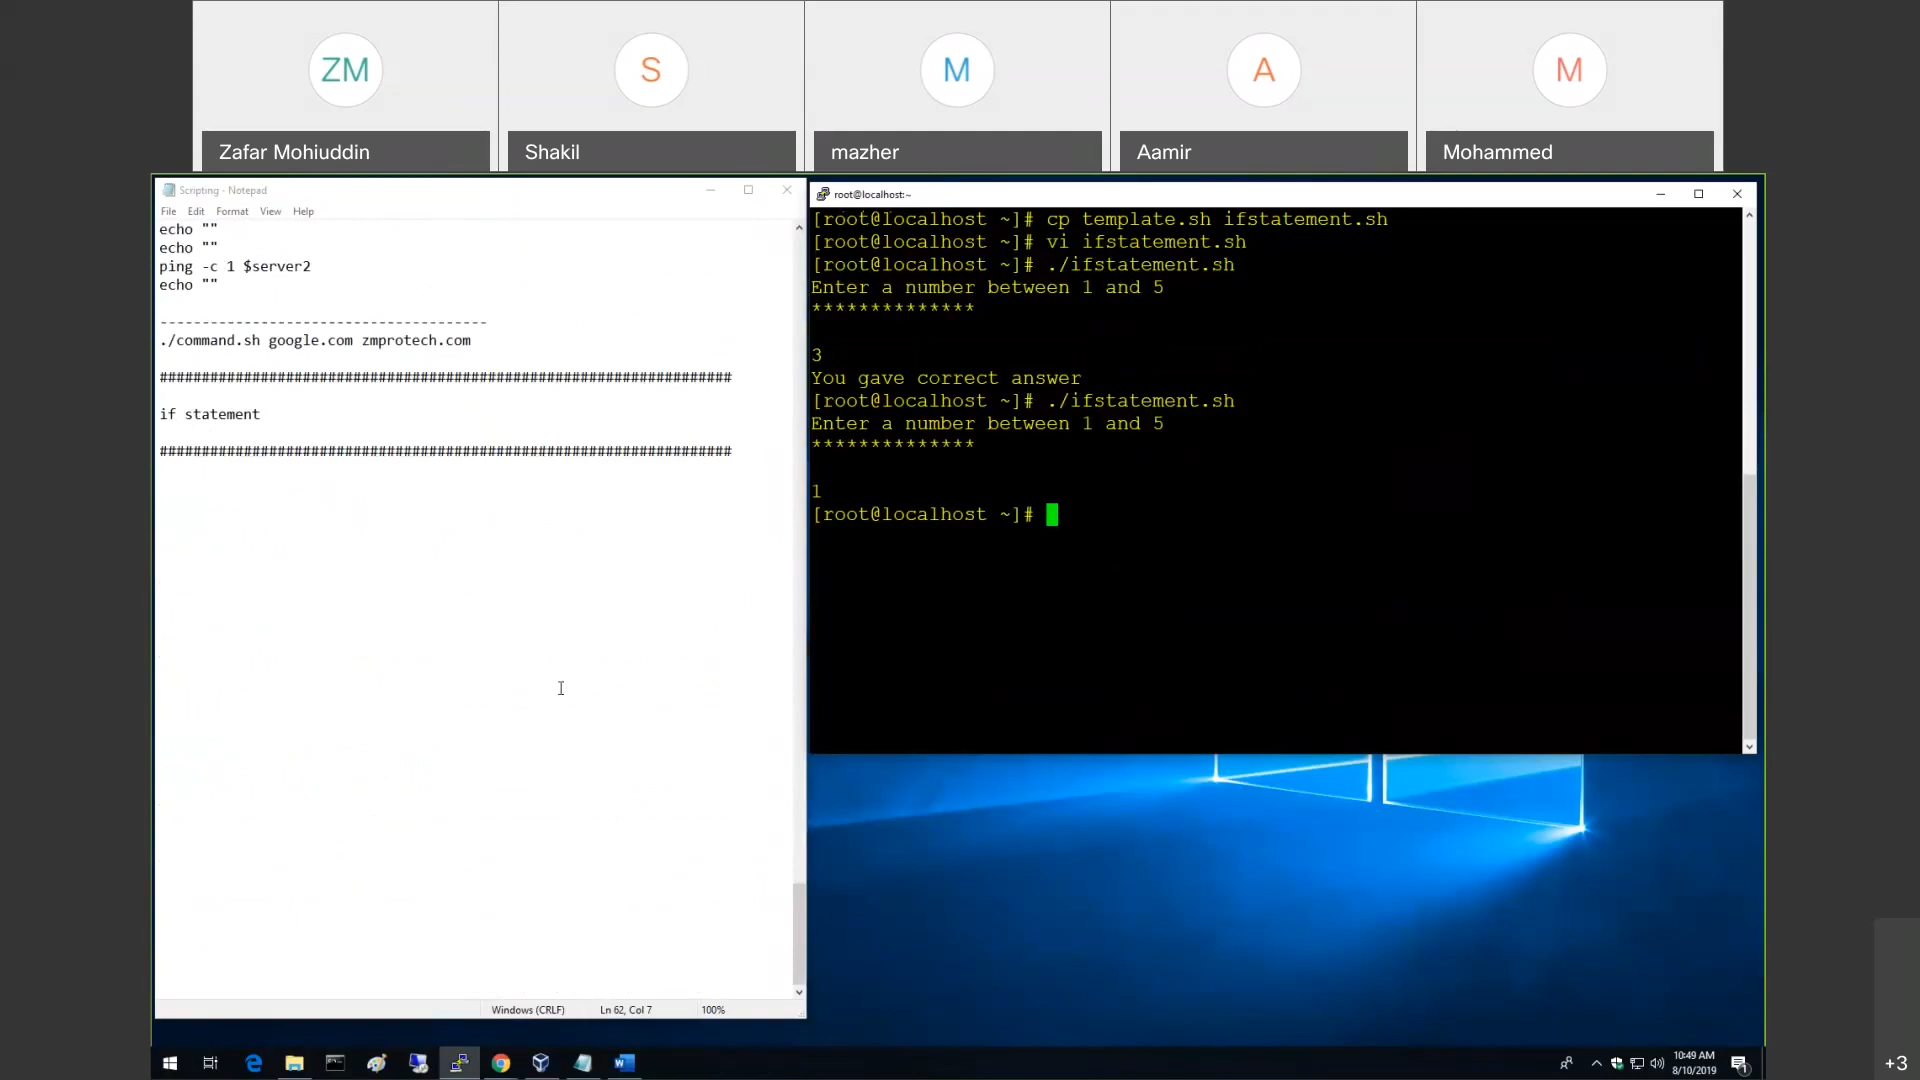 ZM
S
M
A
M
Zafar Mohiuddin
Shakil
mazher
Aamir
Mohammed
Scripting - Notepad
File Edit Format View Help
echo ""
echo ""
ping -c 1 $server2
echo ""
---------------------------------------
./command.sh google.com zmprotech.com
####################################################################
if statement
####################################################################
Windows (CRLF) Ln 62, Col 7 100%
root@localhost:~
[root@localhost ~]# cp template.sh ifstatement.sh
[root@localhost ~]# vi ifstatement.sh
[root@localhost ~]# ./ifstatement.sh
Enter a number between 1 and 5
**************
3
You gave correct answer
[root@localhost ~]# ./ifstatement.sh
Enter a number between 1 and 5
**************
1
[root@localhost ~]#
10:49 AM
8/10/2019
1
+3